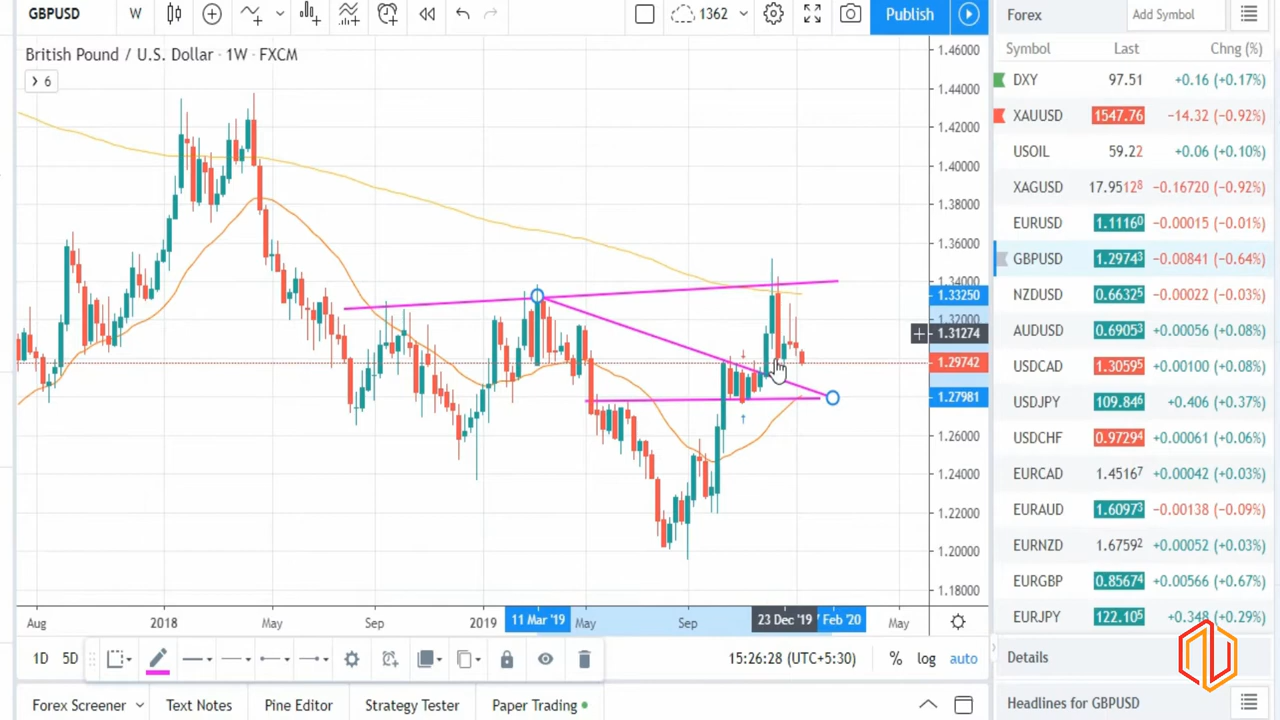 GBPUSD W 1362 Publish
British Pound / U.S. Dollar · 1W · FXCM
6
1.46000
1.44000
1.42000
1.40000
1.38000
1.36000
1.34000
1.33250
1.32000
1.31274
1.29742
1.27981
1.26000
1.24000
1.22000
1.20000
1.18000
Aug 2018 May Sep 2019 11 Mar '19 May Sep 23 Dec '19 Feb '20 May
1D 5D 15:26:28 (UTC+5:30) % log auto
Forex Screener Text Notes Pine Editor Strategy Tester Paper Trading
Forex Add Symbol
Symbol Last Chng (%)
DXY 97.51 +0.16 (+0.17%)
XAUUSD 1547.76 −14.32 (−0.92%)
USOIL 59.22 +0.06 (+0.10%)
XAGUSD 17.95128 −0.16720 (−0.92%)
EURUSD 1.11160 −0.00015 (−0.01%)
GBPUSD 1.29743 −0.00841 (−0.64%)
NZDUSD 0.66325 −0.00022 (−0.03%)
AUDUSD 0.69053 +0.00056 (+0.08%)
USDCAD 1.30595 +0.00100 (+0.08%)
USDJPY 109.846 +0.406 (+0.37%)
USDCHF 0.97294 +0.00061 (+0.06%)
EURCAD 1.45167 +0.00042 (+0.03%)
EURAUD 1.60973 −0.00138 (−0.09%)
EURNZD 1.67592 +0.00052 (+0.03%)
EURGBP 0.85674 +0.00566 (+0.67%)
EURJPY 122.105 +0.348 (+0.29%)
Details
Headlines for GBPUSD